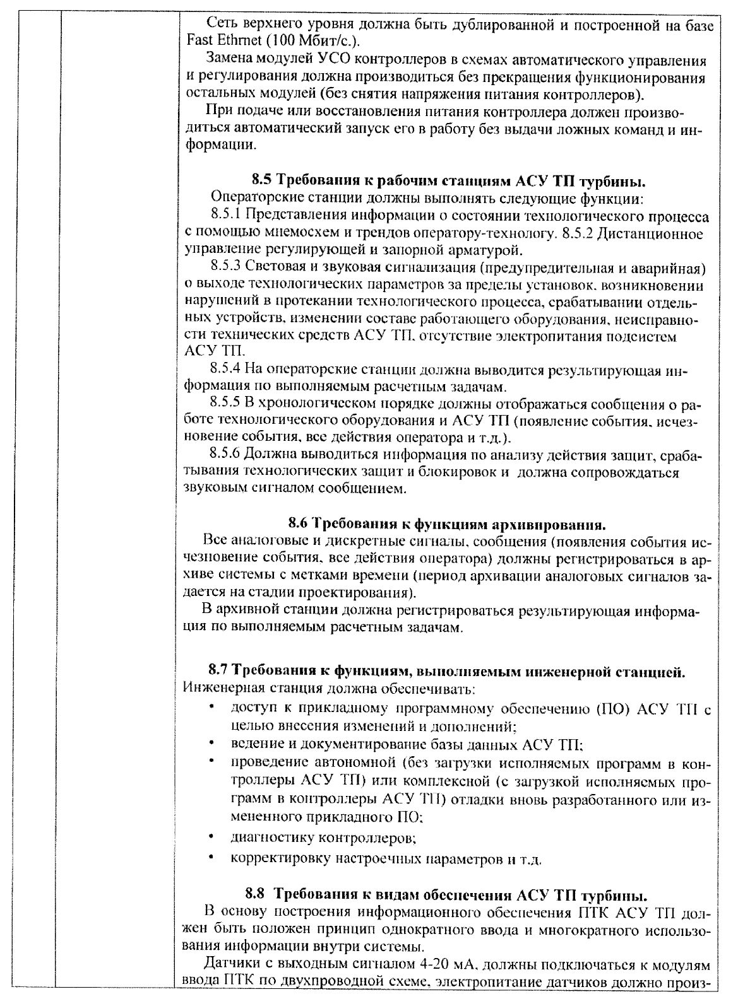 Сеть верхнего уровня должна быть дублированной и построенной на базе
Fast Ethrnet (100 Мбит/с.).
Замена модулей УСО контроллеров в схемах автоматического управления
и регулирования должна производиться без прекращения функционирования
остальных модулей (без снятия напряжения питания контроллеров).
При подаче или восстановления питания контроллера должен произво-
диться автоматический запуск его в работу без выдачи ложных команд и ин-
формации.
8.5 Требования к рабочим станциям АСУ ТП турбины.
Операторские станции должны выполнять следующие функции:
8.5.1 Представления информации о состоянии технологического процесса
с помощью мнемосхем и трендов оператору-технологу. 8.5.2 Дистанционное
управление регулирующей и запорной арматурой.
8.5.3 Световая и звуковая сигнализация (предупредительная и аварийная)
о выходе технологических параметров за пределы установок, возникновении
нарушений в протекании технологического процесса, срабатывании отдель-
ных устройств, изменении составе работающего оборудования, неисправно-
сти технических средств АСУ ТП, отсутствие электропитания подсистем
АСУ ТП.
8.5.4 На операторские станции должна выводится результирующая ин-
формация по выполняемым расчетным задачам.
8.5.5 В хронологическом порядке должны отображаться сообщения о ра-
боте технологического оборудования и АСУ ТП (появление события, исчез-
новение события, все действия оператора и т.д.).
8.5.6 Должна выводиться информация по анализу действия защит, сраба-
тывания технологических защит и блокировок и должна сопровождаться
звуковым сигналом сообщением.
8.6 Требования к функциям архивирования.
Все аналоговые и дискретные сигналы, сообщения (появления события ис-
чезновение события, все действия оператора) должны регистрироваться в ар-
хиве системы с метками времени (период архивации аналоговых сигналов за-
дается на стадии проектирования).
В архивной станции должна регистрироваться результирующая информа-
ция по выполняемым расчетным задачам.
8.7 Требования к функциям, выполняемым инженерной станцией.
Инженерная станция должна обеспечивать:
• доступ к прикладному программному обеспечению (ПО) АСУ ТП с
целью внесения изменений и дополнений;
• ведение и документирование базы данных АСУ ТП;
• проведение автономной (без загрузки исполняемых программ в кон-
троллеры АСУ ТП) или комплексной (с загрузкой исполняемых про-
грамм в контроллеры АСУ ТП) отладки вновь разработанного или из-
мененного прикладного ПО;
• диагностику контроллеров;
• корректировку настроечных параметров и т.д.
8.8 Требования к видам обеспечения АСУ ТП турбины.
В основу построения информационного обеспечения ПТК АСУ ТП дол-
жен быть положен принцип однократного ввода и многократного использо-
вания информации внутри системы.
Датчики с выходным сигналом 4-20 мА, должны подключаться к модулям
ввода ПТК по двухпроводной схеме, электропитание датчиков должно произ-